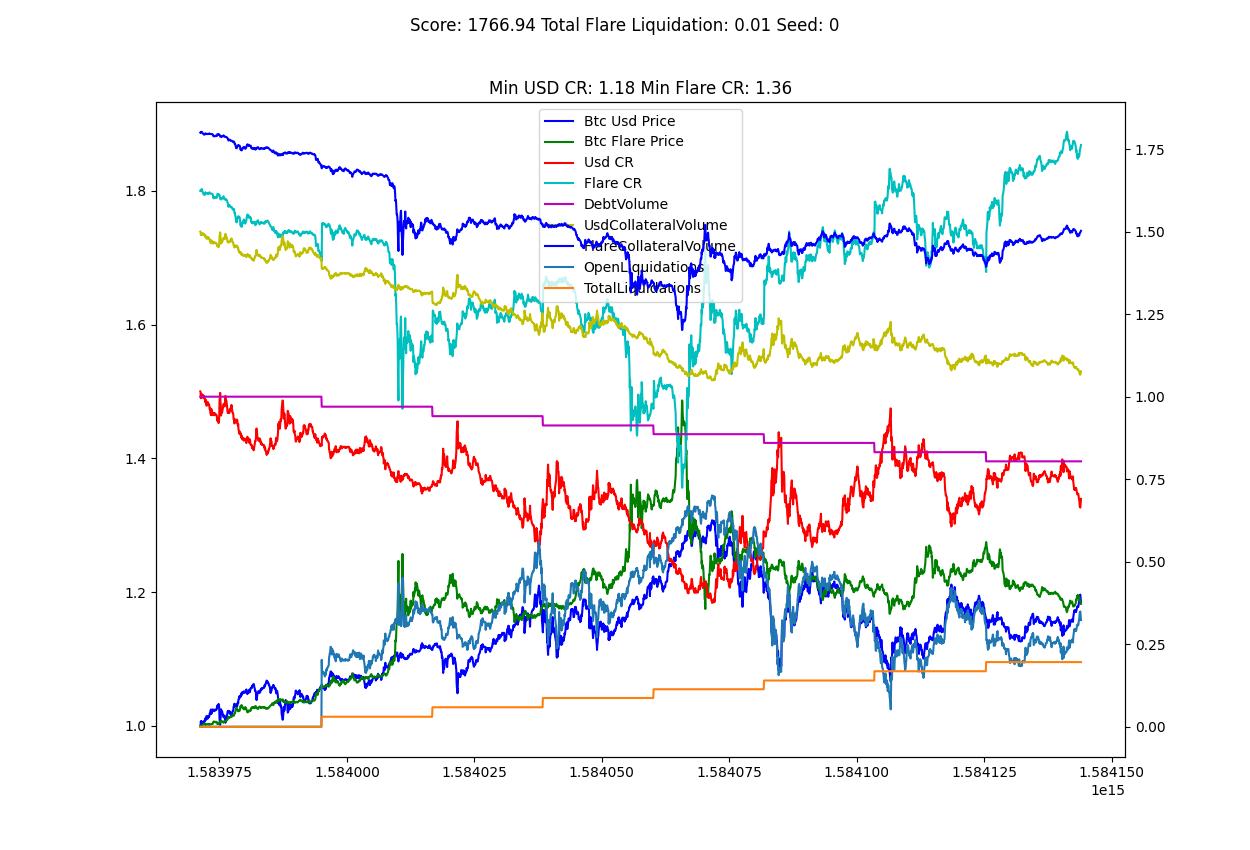 Score: 1766.94 Total Flare Liquidation: 0.01 Seed: 0
Min USD CR: 1.18 Min Flare CR: 1.36
Btc Usd Price
Btc Flare Price
Usd CR
Flare CR
DebtVolume
UsdCollateralVolume
FlareCollateralVolume
OpenLiquidations
TotalLiquidations
1.8
1.6
1.4
1.2
1.0
1.75
1.50
1.25
1.00
0.75
0.50
0.25
0.00
1.583975 1.584000 1.584025 1.584050 1.584075 1.584100 1.584125 1.584150
1e15